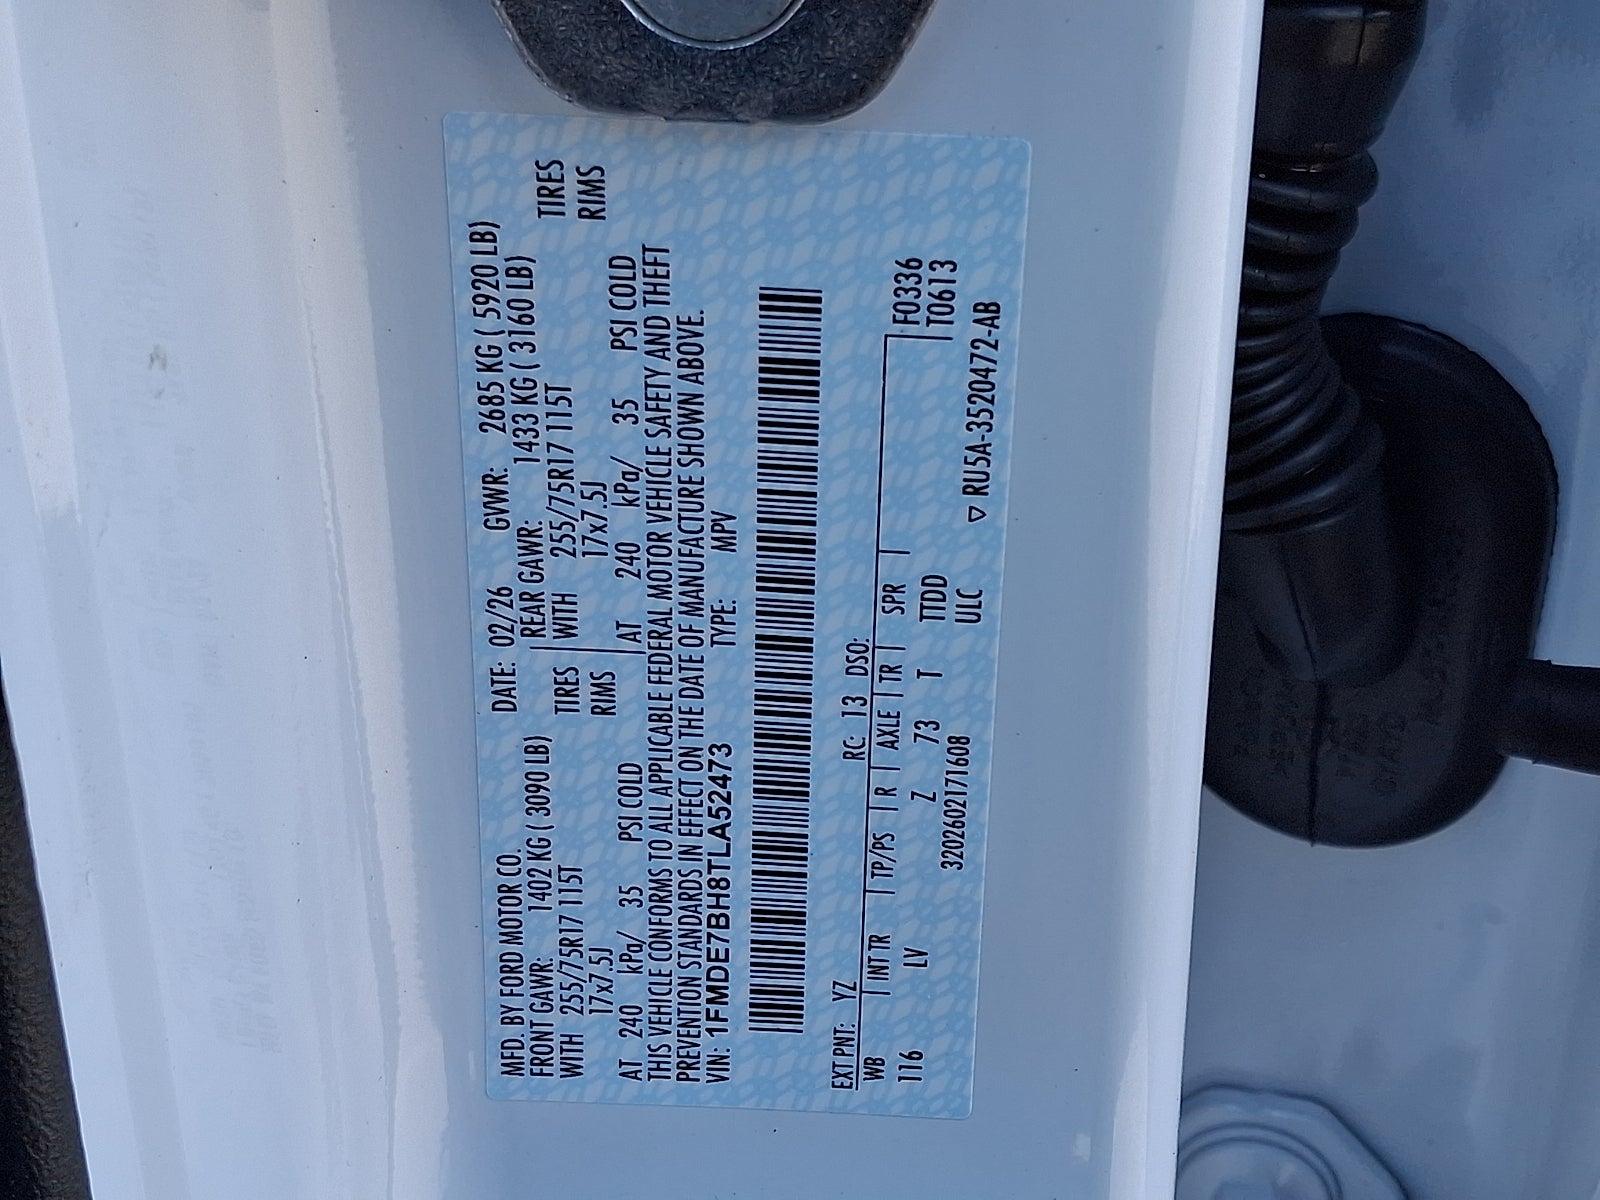 MFD. BY FORD MOTOR CO. DATE: 02/26 GVWR: 2685 KG ( 5920 LB)
FRONT GAWR: 1402 KG ( 3090 LB) REAR GAWR: 1433 KG ( 3160 LB)
WITH 255/75R17 115T TIRES WITH 255/75R17 115T TIRES
17x7.5J RIMS 17x7.5J RIMS
AT 240 kPa/ 35 PSI COLD AT 240 kPa/ 35 PSI COLD
THIS VEHICLE CONFORMS TO ALL APPLICABLE FEDERAL MOTOR VEHICLE SAFETY AND THEFT
PREVENTION STANDARDS IN EFFECT ON THE DATE OF MANUFACTURE SHOWN ABOVE.
VIN: 1FMDE7BH8TLA52473 TYPE: MPV
EXT PNT: YZ RC: 13 DSO:
WB INT TR TP/PS R AXLE TR SPR F0336
116 LV Z 73 T TTDD T0613
3202602171608 ULC ▽ RU5A-3520472-AB